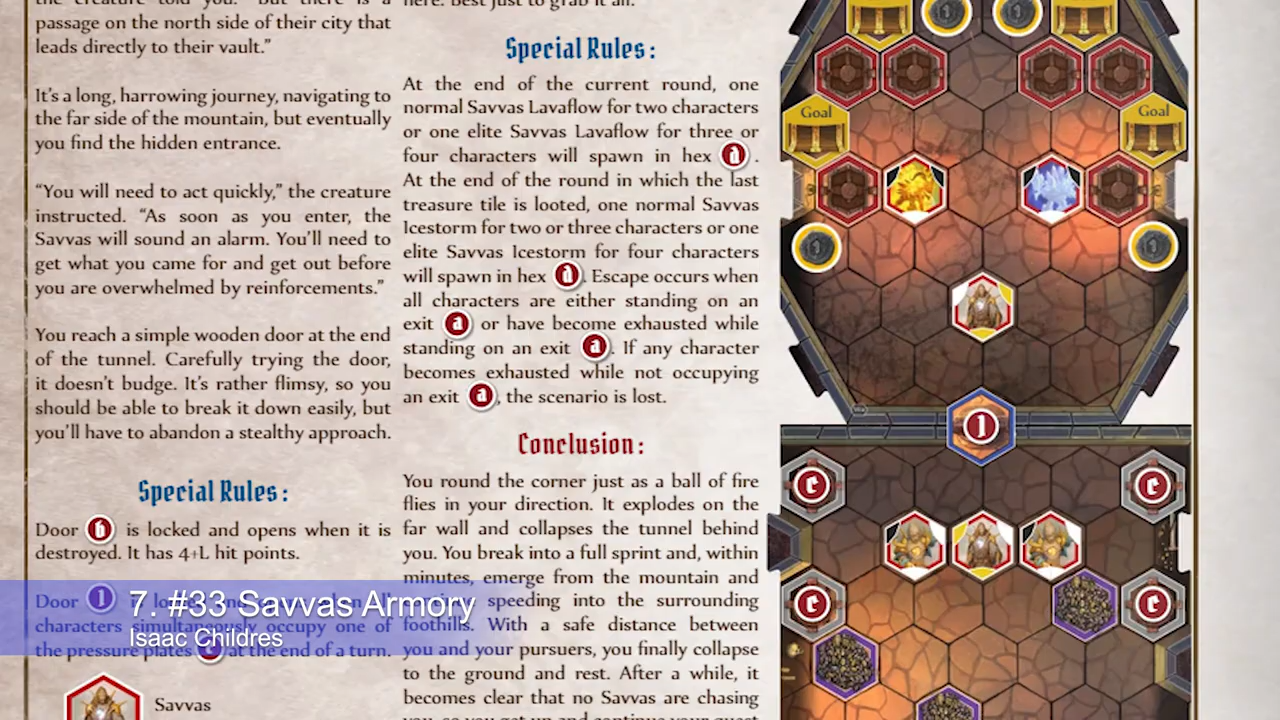 the creature told you. "But there is a
passage on the north side of their city that
leads directly to their vault."
It's a long, harrowing journey, navigating to
the far side of the mountain, but eventually
you find the hidden entrance.
"You will need to act quickly," the creature
instructed. "As soon as you enter, the
Savvas will sound an alarm. You'll need to
get what you came for and get out before
you are overwhelmed by reinforcements."
You reach a simple wooden door at the end
of the tunnel. Carefully trying the door,
it doesn't budge. It's rather flimsy, so you
should be able to break it down easily, but
you'll have to abandon a stealthy approach.
Special Rules:
Door b is locked and opens when it is
destroyed. It has 4+L hit points.
Door 1
characters simultaneously occupy one of
the pressure plates c at the end of a turn.
Savvas
here. Best just to grab it all.
Special Rules:
At the end of the current round, one
normal Savvas Lavaflow for two characters
or one elite Savvas Lavaflow for three or
four characters will spawn in hex d.
At the end of the round in which the last
treasure tile is looted, one normal Savvas
Icestorm for two or three characters or one
elite Savvas Icestorm for four characters
will spawn in hex d. Escape occurs when
all characters are either standing on an
exit a or have become exhausted while
standing on an exit a. If any character
becomes exhausted while not occupying
an exit a, the scenario is lost.
Conclusion:
You round the corner just as a ball of fire
flies in your direction. It explodes on the
far wall and collapses the tunnel behind
you. You break into a full sprint and, within
minutes, emerge from the mountain and
speeding into the surrounding
foothills. With a safe distance between
you and your pursuers, you finally collapse
to the ground and rest. After a while, it
becomes clear that no Savvas are chasing
you, so you get up and continue your quest
Goal
Goal
1
1
1
1
1
c
c
c
c
7. #33 Savvas Armory
Isaac Childres